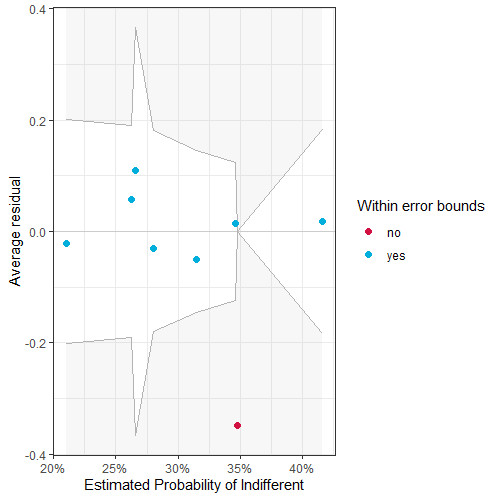 0.4
0.2
0.0
-0.2
-0.4
Average residual
20%
25%
30%
35%
40%
Estimated Probability of Indifferent
Within error bounds
no
yes